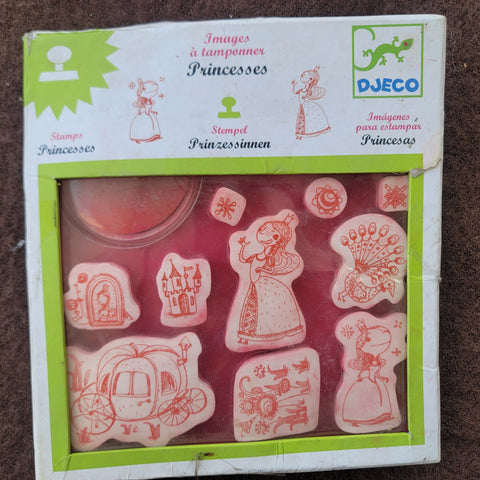 Images
à tamponner
Princesses
DJECO
Stamps
Princesses
Stempel
Prinzessinnen
Imágenes
para estampar
Princesas